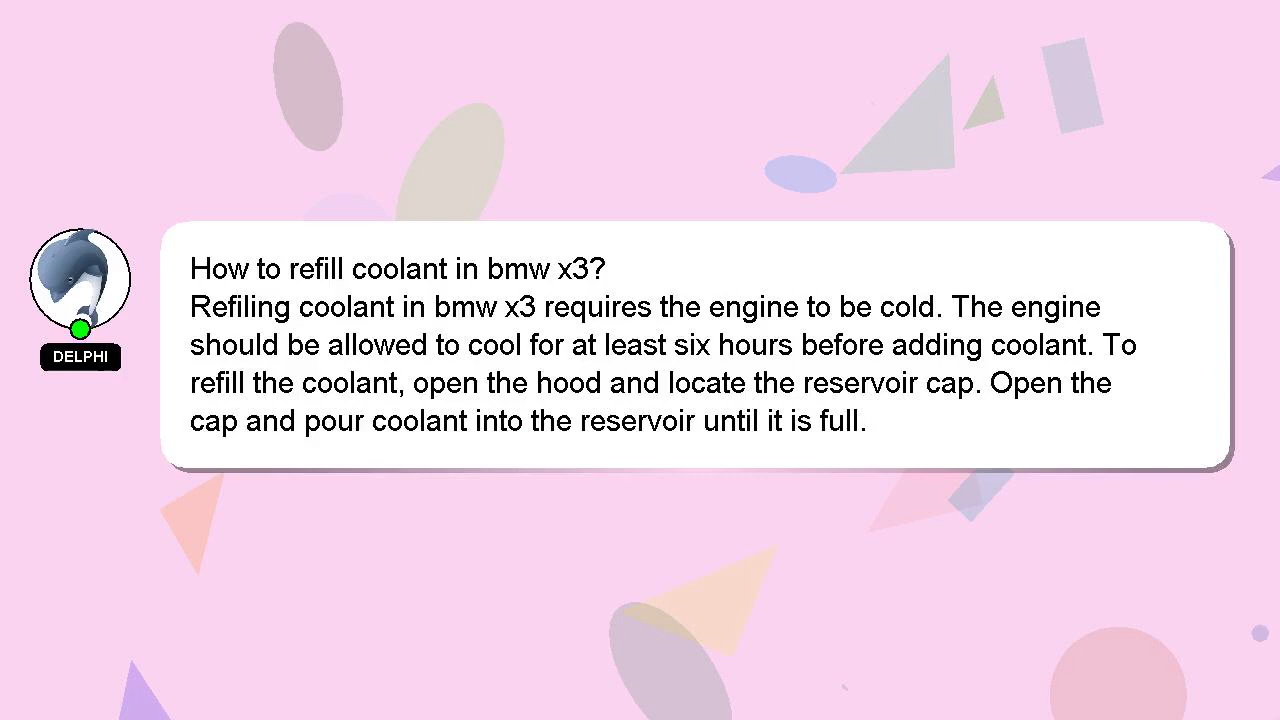 How to refill coolant in bmw x3?
Refiling coolant in bmw x3 requires the engine to be cold. The engine
should be allowed to cool for at least six hours before adding coolant. To
refill the coolant, open the hood and locate the reservoir cap. Open the
cap and pour coolant into the reservoir until it is full.
DELPHI